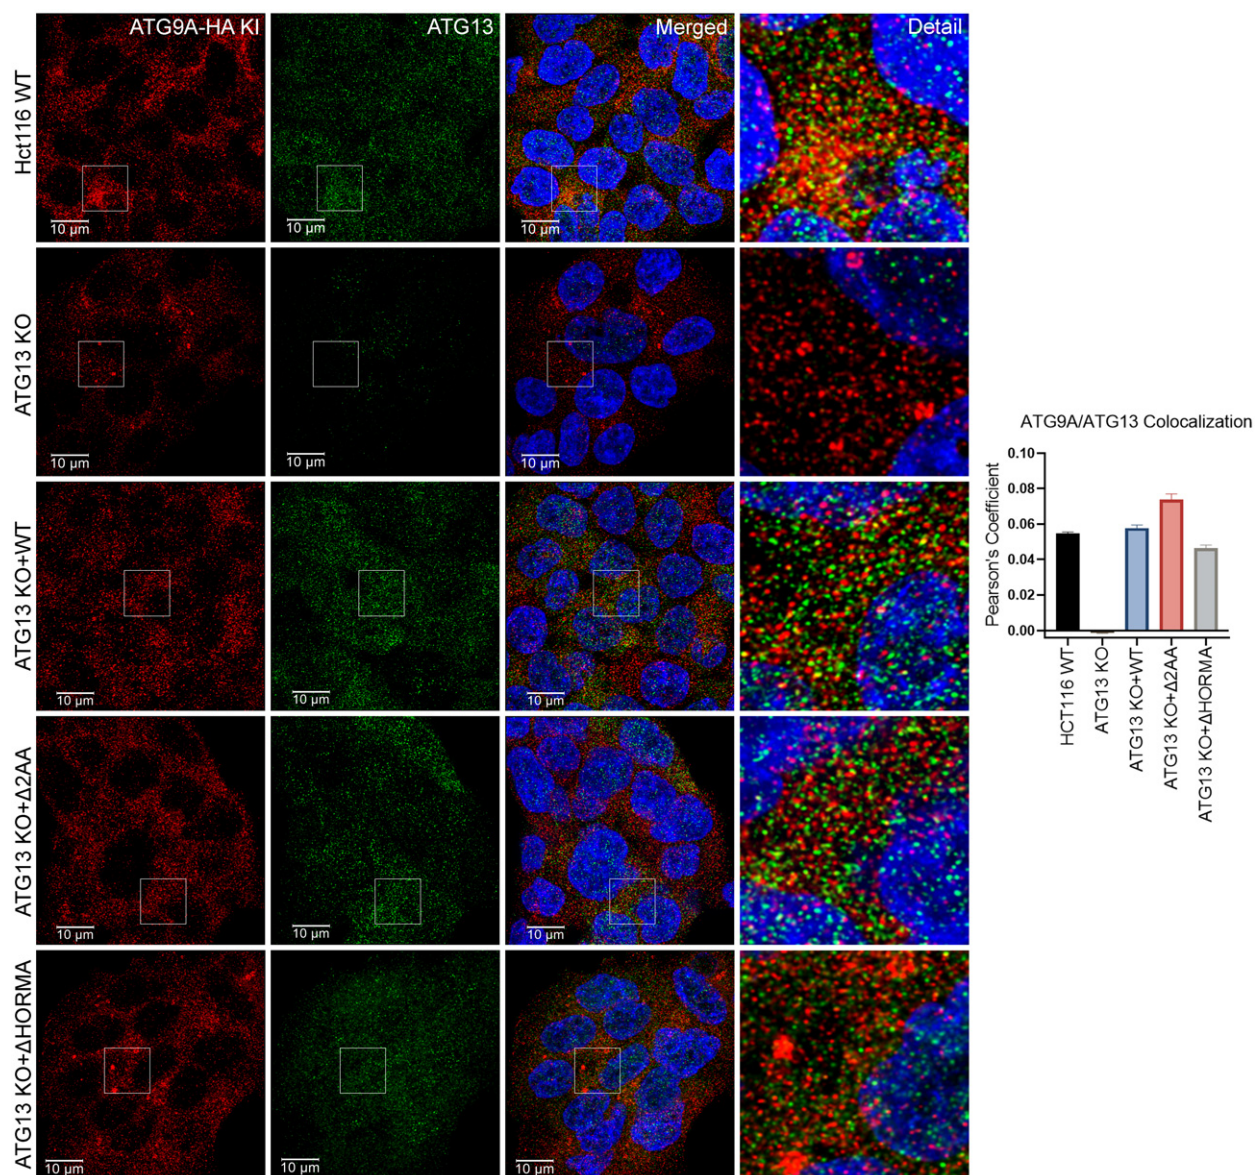 ATG9A-HA KI
ATG13
Merged
Detail
Hct116 WT
10 µm
10 µm
10 µm
ATG13 KO
10 µm
10 µm
10 µm
ATG13 KO+WT
10 µm
10 µm
10 µm
ATG13 KO+Δ2AA
10 µm
10 µm
10 µm
ATG13 KO+ΔHORMA
10 µm
10 µm
10 µm
ATG9A/ATG13 Colocalization
Pearson's Coefficient
0.10
0.08
0.06
0.04
0.02
0.00
HCT116 WT
ATG13 KO
ATG13 KO+WT
ATG13 KO+Δ2AA
ATG13 KO+ΔHORMA